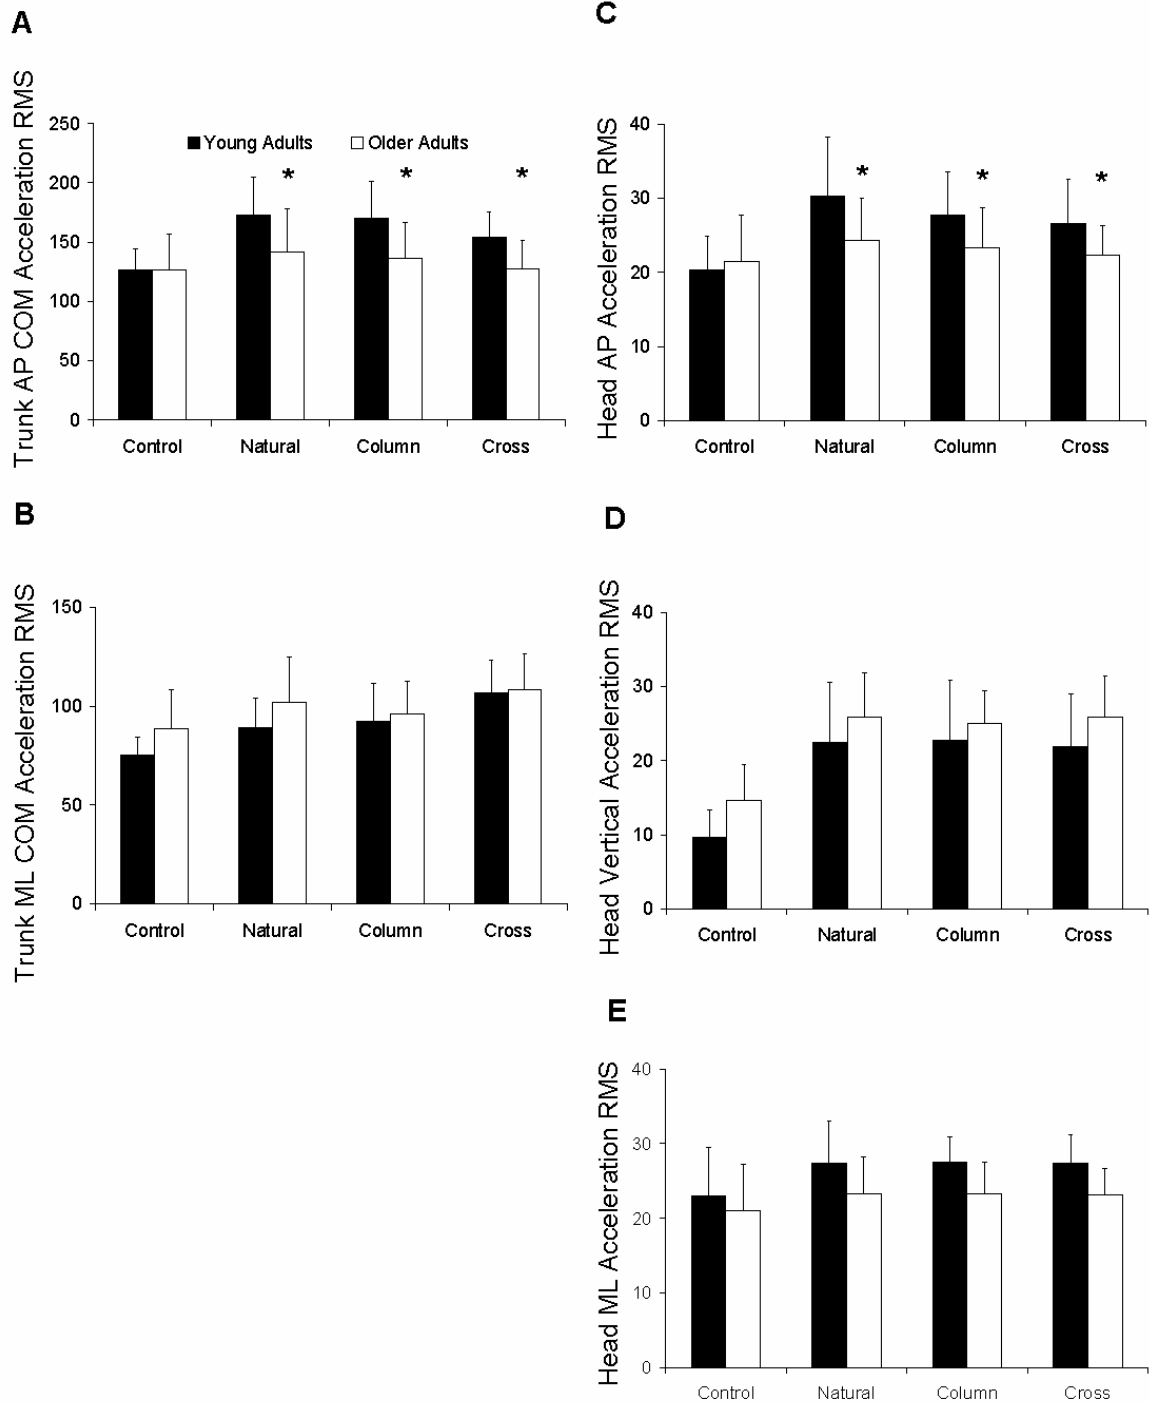 A
Trunk AP COM Acceleration RMS
250
200
150
100
50
0
Young Adults
Older Adults
* * *
Control Natural Column Cross
B
Trunk ML COM Acceleration RMS
150
100
50
0
Control Natural Column Cross
C
Head AP Acceleration RMS
40
30
20
10
0
* * *
Control Natural Column Cross
D
Head Vertical Acceleration RMS
40
30
20
10
0
Control Natural Column Cross
E
Head ML Acceleration RMS
40
30
20
10
0
Control Natural Column Cross